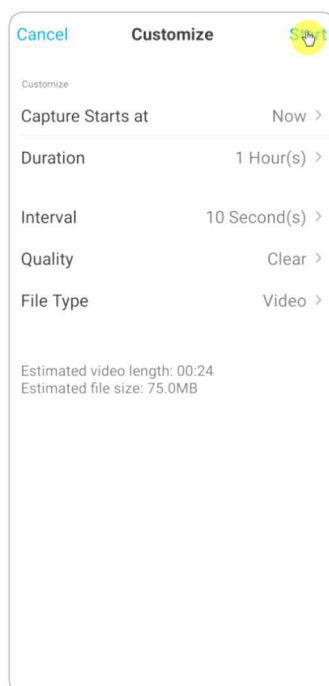 Cancel Customize Start
Customize
Capture Starts at Now >
Duration 1 Hour(s) >
Interval 10 Second(s) >
Quality Clear >
File Type Video >
Estimated video length: 00:24
Estimated file size: 75.0MB